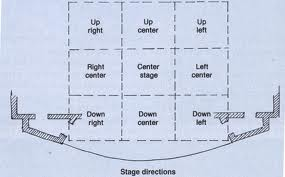 Up right
Up center
Up left
Right center
Center stage
Left center
Down right
Down center
Down left
Stage directions